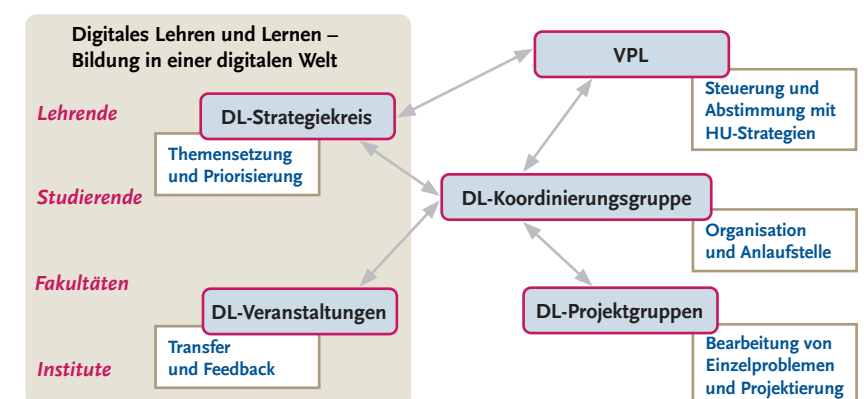 Digitales Lehren und Lernen –
Bildung in einer digitalen Welt
VPL
Steuerung und
Abstimmung mit
HU-Strategien
Lehrende
DL-Strategiekreis
Themensetzung
und Priorisierung
Studierende
DL-Koordinierungsgruppe
Organisation
und Anlaufstelle
Fakultäten
DL-Veranstaltungen
Transfer
und Feedback
DL-Projektgruppen
Bearbeitung von
Einzelproblemen
und Projektierung
Institute